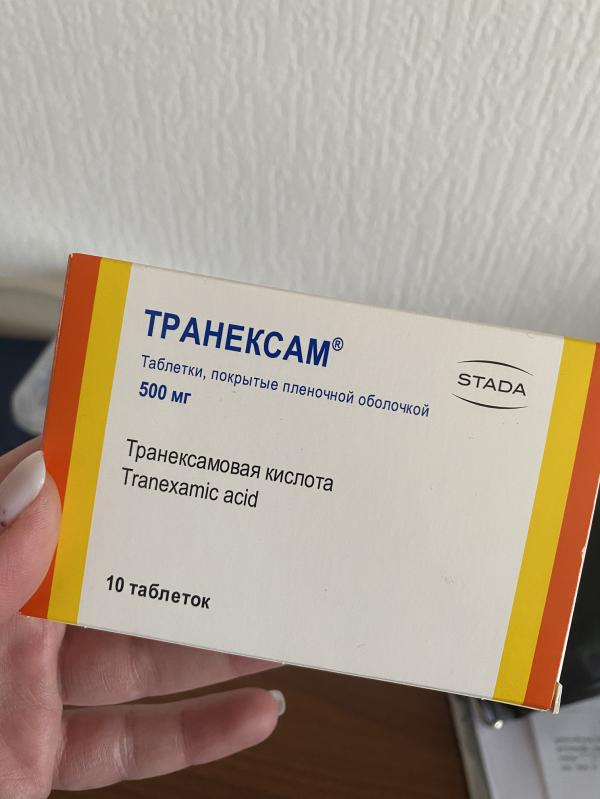 ТРАНЕКСАМ®
Таблетки, покрытые пленочной оболочкой
500 мг
STADA
Транексамовая кислота
Tranexamic acid
10 таблеток